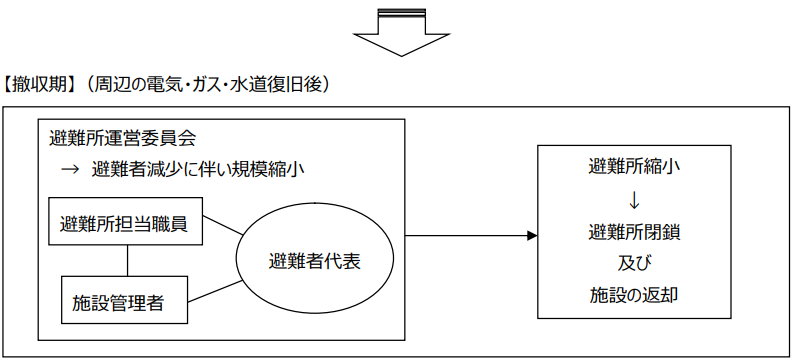 【撤収期】（周辺の電気・ガス・水道復旧後）
避難所運営委員会
→ 避難者減少に伴い規模縮小
避難所担当職員
施設管理者
避難者代表
避難所縮小
↓
避難所閉鎖
及び
施設の返却